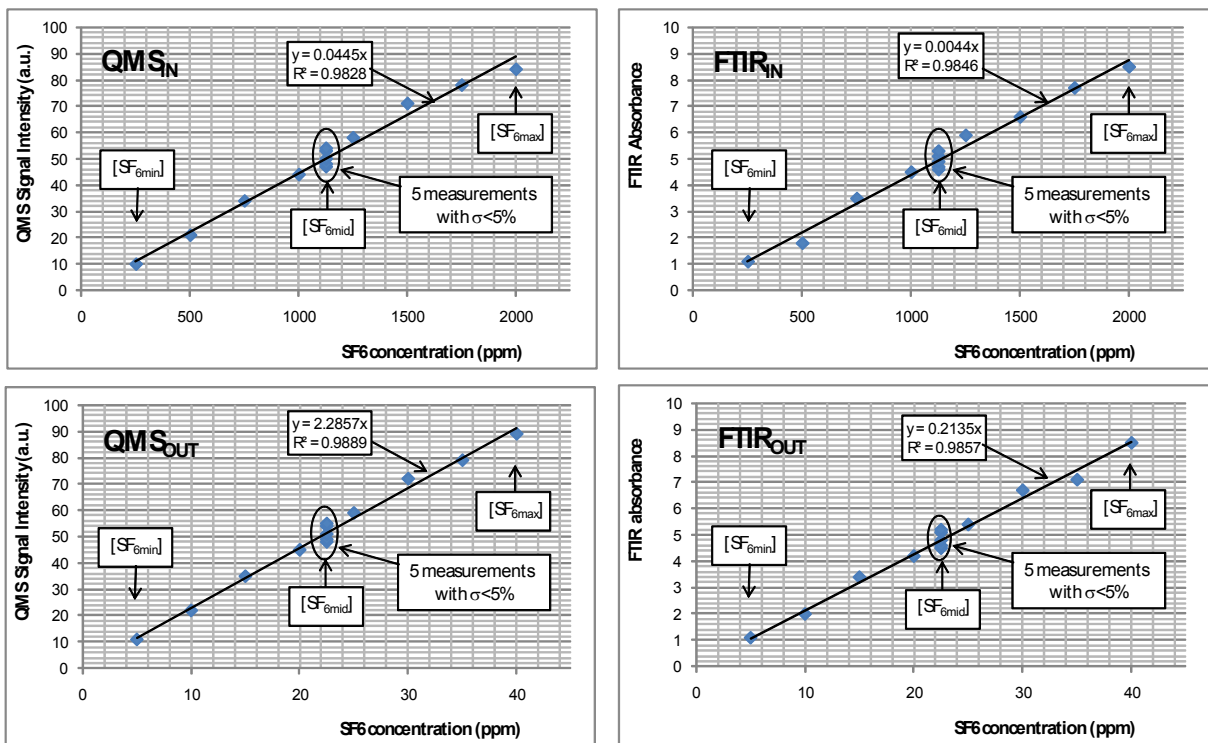 QMS Signal Intensity (a.u.)
100
90
80
70
60
50
40
30
20
10
0
QMSIN
y = 0.0445x
R² = 0.9828
[SF6min]
[SF6max]
[SF6mid]
5 measurements
with σ<5%
0 500 1000 1500 2000
SF6 concentration (ppm)
FTIR Absorbance
10
9
8
7
6
5
4
3
2
1
0
FTIRIN
y = 0.0044x
R² = 0.9846
[SF6min]
[SF6max]
[SF6mid]
5 measurements
with σ<5%
0 500 1000 1500 2000
SF6 concentration (ppm)
QMS Signal Intensity (a.u.)
100
90
80
70
60
50
40
30
20
10
0
QMSOUT
y = 2.2857x
R² = 0.9889
[SF6min]
[SF6max]
[SF6mid]
5 measurements
with σ<5%
0 10 20 30 40
SF6 concentration (ppm)
FTIR absorbance
10
9
8
7
6
5
4
3
2
1
0
FTIROUT
y = 0.2135x
R² = 0.9857
[SF6min]
[SF6max]
[SF6mid]
5 measurements
with σ<5%
0 10 20 30 40
SF6 concentration (ppm)